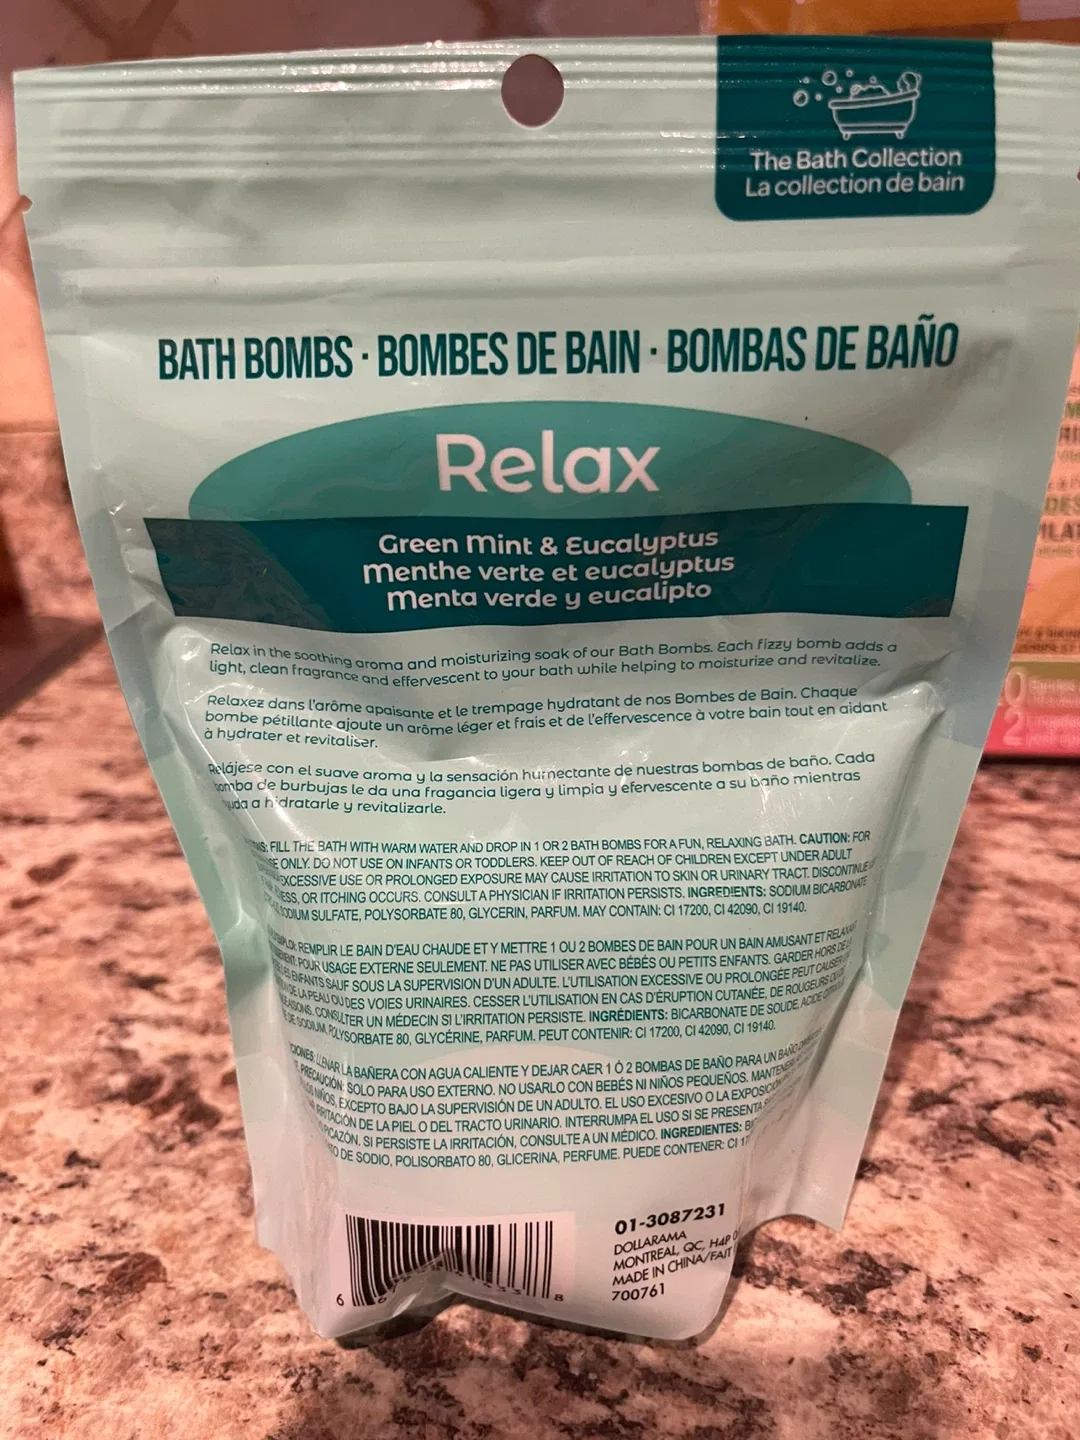 The Bath Collection
La collection de bain
BATH BOMBS · BOMBES DE BAIN · BOMBAS DE BAÑO
Relax
Green Mint & Eucalyptus
Menthe verte et eucalyptus
Menta verde y eucalipto
Relax in the soothing aroma and moisturizing soak of our Bath Bombs. Each fizzy bomb adds a
light, clean fragrance and effervescent to your bath while helping to moisturize and revitalize.
Relaxez dans l'arôme apaisante et le trempage hydratant de nos Bombes de Bain. Chaque
bombe pétillante ajoute un arôme léger et frais et de l'effervescence à votre bain tout en aidant
à hydrater et revitaliser.
Relájese con el suave aroma y la sensación humectante de nuestras bombas de baño. Cada
bomba de burbujas le da una fragancia ligera y limpia y efervescente a su baño mientras
a hidratarle y revitalizarle.
FILL THE BATH WITH WARM WATER AND DROP IN 1 OR 2 BATH BOMBS FOR A FUN, RELAXING BATH. CAUTION: FOR
ONLY. DO NOT USE ON INFANTS OR TODDLERS. KEEP OUT OF REACH OF CHILDREN EXCEPT UNDER ADULT
EXCESSIVE USE OR PROLONGED EXPOSURE MAY CAUSE IRRITATION TO SKIN OR URINARY TRACT. DISCONTINUE
OR ITCHING OCCURS. CONSULT A PHYSICIAN IF IRRITATION PERSISTS. INGREDIENTS: SODIUM BICARBONATE
SODIUM SULFATE, POLYSORBATE 80, GLYCERIN, PARFUM. MAY CONTAIN: CI 17200, CI 42090, CI 19140.
REMPLIR LE BAIN D'EAU CHAUDE ET Y METTRE 1 OU 2 BOMBES DE BAIN POUR UN BAIN AMUSANT ET RELAXANT
POUR USAGE EXTERNE SEULEMENT. NE PAS UTILISER AVEC BÉBÉS OU PETITS ENFANTS. GARDER HORS DE
ENFANTS SAUF SOUS LA SUPERVISION D'UN ADULTE. L'UTILISATION EXCESSIVE OU PROLONGÉE PEUT CAUSER
DE LA PEAU OU DES VOIES URINAIRES. CESSER L'UTILISATION EN CAS D'ÉRUPTION CUTANÉE, DE ROUGEURS
CONSULTER UN MÉDECIN SI L'IRRITATION PERSISTE. INGRÉDIENTS: BICARBONATE DE SOUDE, ACIDE
DE SODIUM, POLYSORBATE 80, GLYCÉRINE, PARFUM. PEUT CONTENIR: CI 17200, CI 42090, CI 19140.
LLENAR LA BAÑERA CON AGUA CALIENTE Y DEJAR CAER 1 Ó 2 BOMBAS DE BAÑO PARA UN BAÑO
PRECAUCIÓN: SOLO PARA USO EXTERNO. NO USARLO CON BEBÉS NI NIÑOS PEQUEÑOS.
NIÑOS, EXCEPTO BAJO LA SUPERVISIÓN DE UN ADULTO. EL USO EXCESIVO O LA EXPOSICIÓN
IRRITACIÓN DE LA PIEL O DEL TRACTO URINARIO. INTERRUMPA EL USO SI SE PRESENTA
PICAZÓN. SI PERSISTE LA IRRITACIÓN, CONSULTE A UN MÉDICO. INGREDIENTES:
DE SODIO, POLISORBATO 80, GLICERINA, PERFUME. PUEDE CONTENER: CI
01-3087231
DOLLARAMA
MONTREAL, QC, H4P
MADE IN CHINA/FAIT
700761
6
8